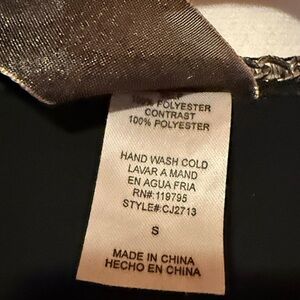 POLYESTER
CONTRAST
100% POLYESTER
HAND WASH COLD
LAVAR A MAND
EN AGUA FRIA
RN#:119795
STYLE#:CJ2713
S
MADE IN CHINA
HECHO EN CHINA